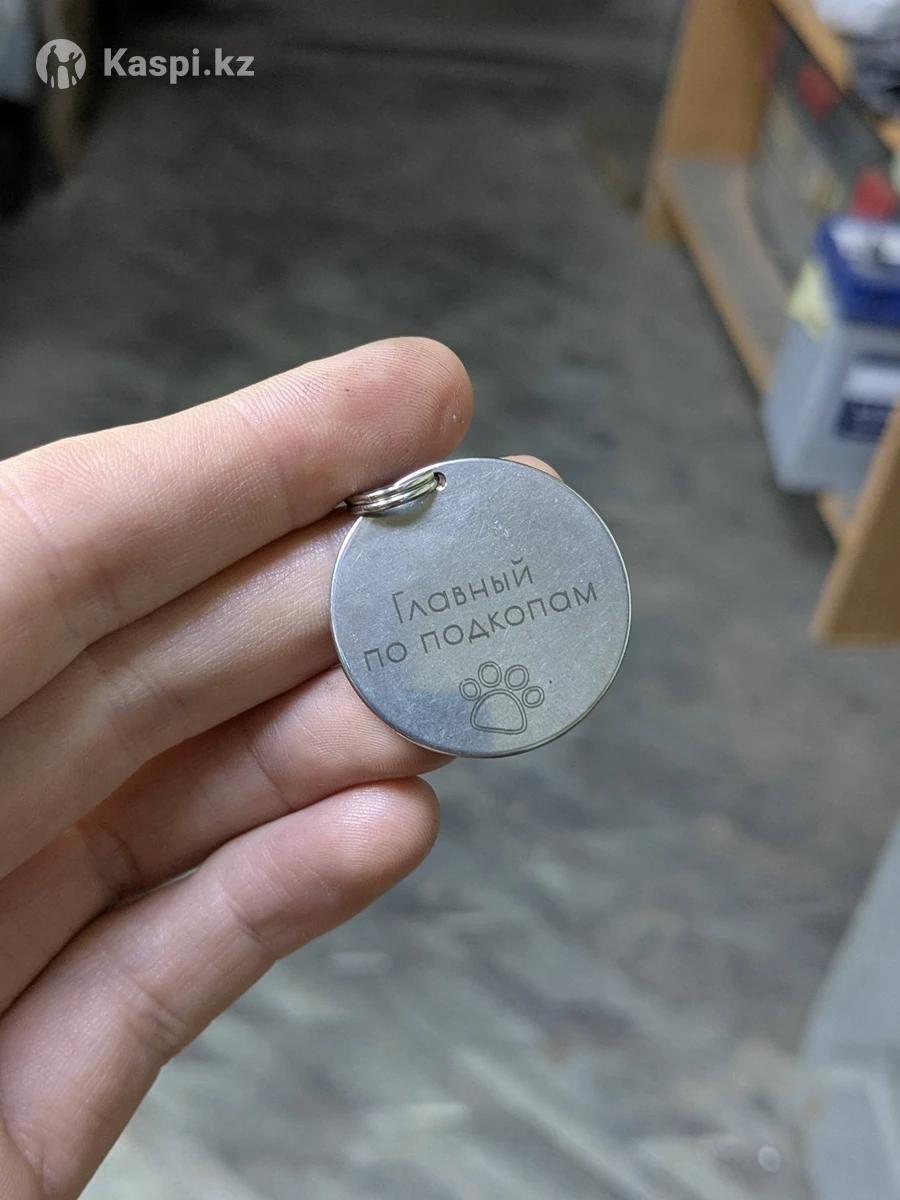 Kaspi.kz
Главный
по подкопам